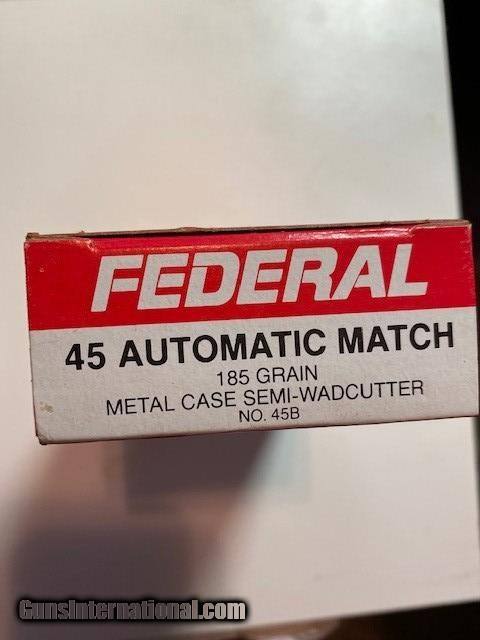 FEDERAL
45 AUTOMATIC MATCH
185 GRAIN
METAL CASE SEMI-WADCUTTER
NO. 45B
GunsInternational.com